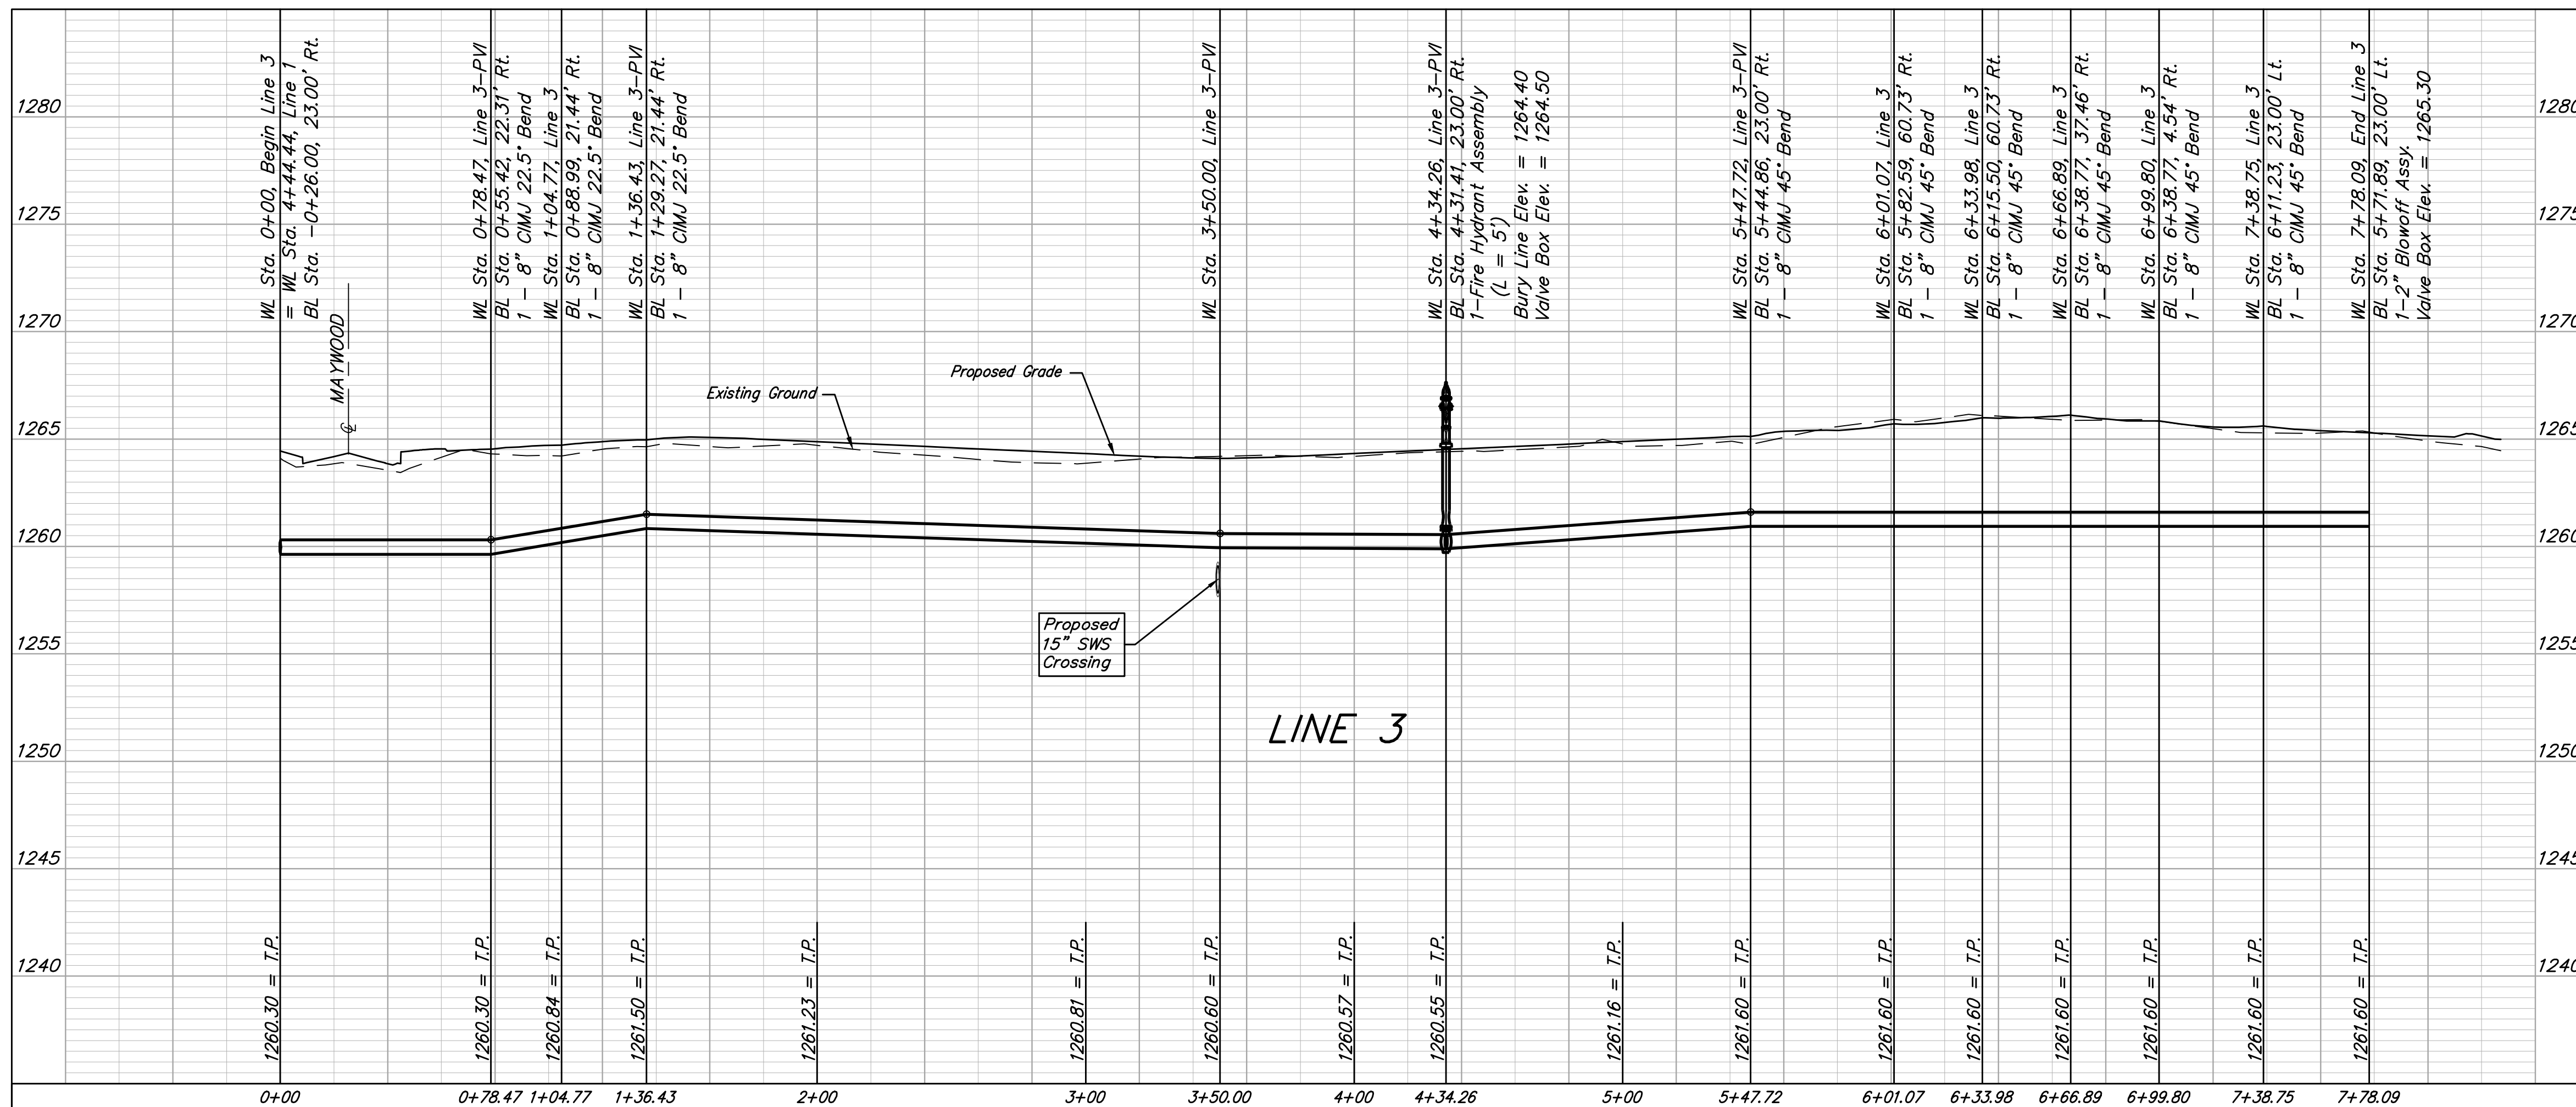 WL Sta. 0+00, Begin Line 3
= WL Sta. 4+44.44, Line 1
BL Sta. -0+26.00, 23.00' Rt.
MAYWOOD
℄
WL Sta. 0+78.47, Line 3-PVI
BL Sta. 0+55.42, 22.31' Rt.
1 - 8" CIMJ 22.5° Bend
WL Sta. 1+04.77, Line 3
BL Sta. 0+88.99, 21.44' Rt.
1 - 8" CIMJ 22.5° Bend
WL Sta. 1+36.43, Line 3-PVI
BL Sta. 1+29.27, 21.44' Rt.
1 - 8" CIMJ 22.5° Bend
WL Sta. 3+50.00, Line 3-PVI
WL Sta. 4+34.26, Line 3-PVI
BL Sta. 4+31.41, 23.00' Rt.
1-Fire Hydrant Assembly
(L = 5')
Bury Line Elev. = 1264.40
Valve Box Elev. = 1264.50
WL Sta. 5+47.72, Line 3-PVI
BL Sta. 5+44.86, 23.00' Rt.
1 - 8" CIMJ 45° Bend
WL Sta. 6+01.07, Line 3
BL Sta. 5+82.59, 60.73' Rt.
1 - 8" CIMJ 45° Bend
WL Sta. 6+33.98, Line 3
BL Sta. 6+15.50, 60.73' Rt.
1 - 8" CIMJ 45° Bend
WL Sta. 6+66.89, Line 3
BL Sta. 6+38.77, 37.46' Rt.
1 - 8" CIMJ 45° Bend
WL Sta. 6+99.80, Line 3
BL Sta. 6+38.77, 4.54' Rt.
1 - 8" CIMJ 45° Bend
WL Sta. 7+38.75, Line 3
BL Sta. 6+11.23, 23.00' Lt.
1 - 8" CIMJ 45° Bend
WL Sta. 7+78.09, End Line 3
BL Sta. 5+71.89, 23.00' Lt.
1-2" Blowoff Assy.
Valve Box Elev. = 1265.30
1280
1275
1270
1265
1260
1255
1250
1245
1240
1280
1275
1270
1265
1260
1255
1250
1245
1240
Existing Ground
Proposed Grade
Proposed
15" SWS
Crossing
LINE 3
1260.30 = T.P.
1260.30 = T.P.
1260.84 = T.P.
1261.50 = T.P.
1261.23 = T.P.
1260.81 = T.P.
1260.60 = T.P.
1260.57 = T.P.
1260.55 = T.P.
1261.16 = T.P.
1261.60 = T.P.
1261.60 = T.P.
1261.60 = T.P.
1261.60 = T.P.
1261.60 = T.P.
1261.60 = T.P.
1261.60 = T.P.
0+00 0+78.47 1+04.77 1+36.43 2+00 3+00 3+50.00 4+00 4+34.26 5+00 5+47.72 6+01.07 6+33.98 6+66.89 6+99.80 7+38.75 7+78.09